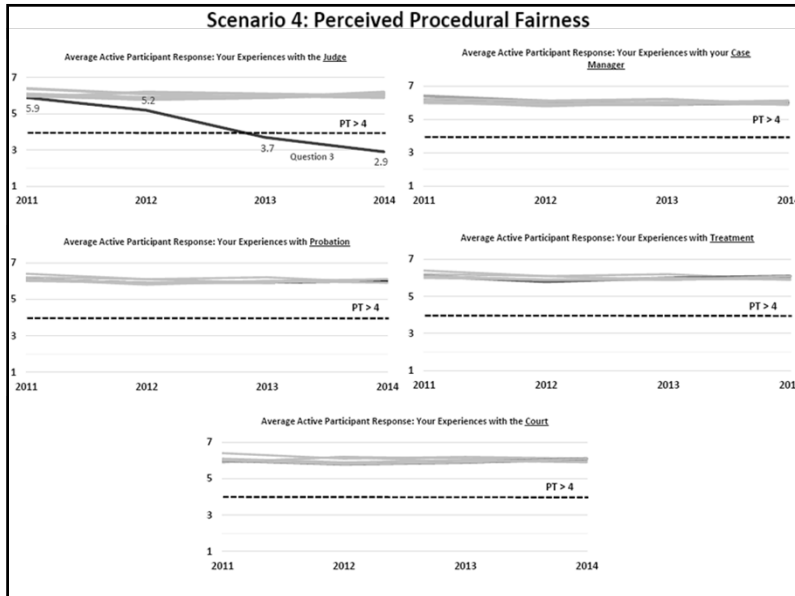 Scenario 4: Perceived Procedural Fairness
Average Active Participant Response: Your Experiences with the Judge
7
5
3
1
5.9
5.2
3.7
2.9
PT > 4
Question 3
2011 2012 2013 2014
Average Active Participant Response: Your Experiences with your Case
Manager
7
5
3
1
PT > 4
2011 2012 2013 2014
Average Active Participant Response: Your Experiences with Probation
7
5
3
1
PT > 4
2011 2012 2013 2014
Average Active Participant Response: Your Experiences with Treatment
7
5
3
1
PT > 4
2011 2012 2013 201
Average Active Participant Response: Your Experiences with the Court
7
5
3
1
PT > 4
2011 2012 2013 2014